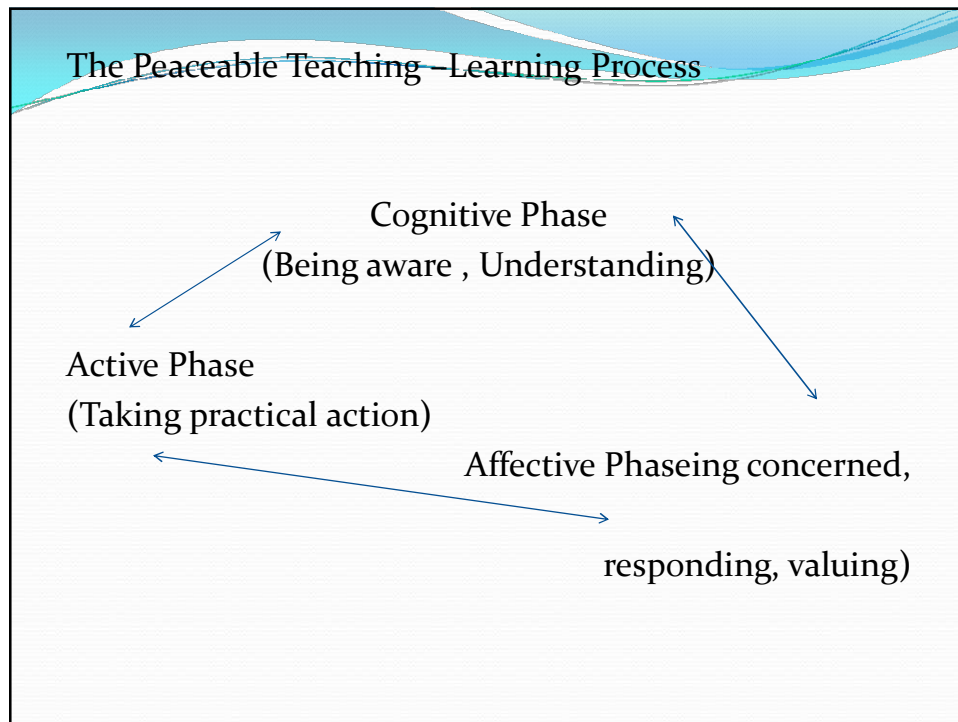 The Peaceable Teaching –Learning Process
Cognitive Phase
(Being aware , Understanding)
Active Phase
(Taking practical action)
Affective Phaseing concerned,
responding, valuing)